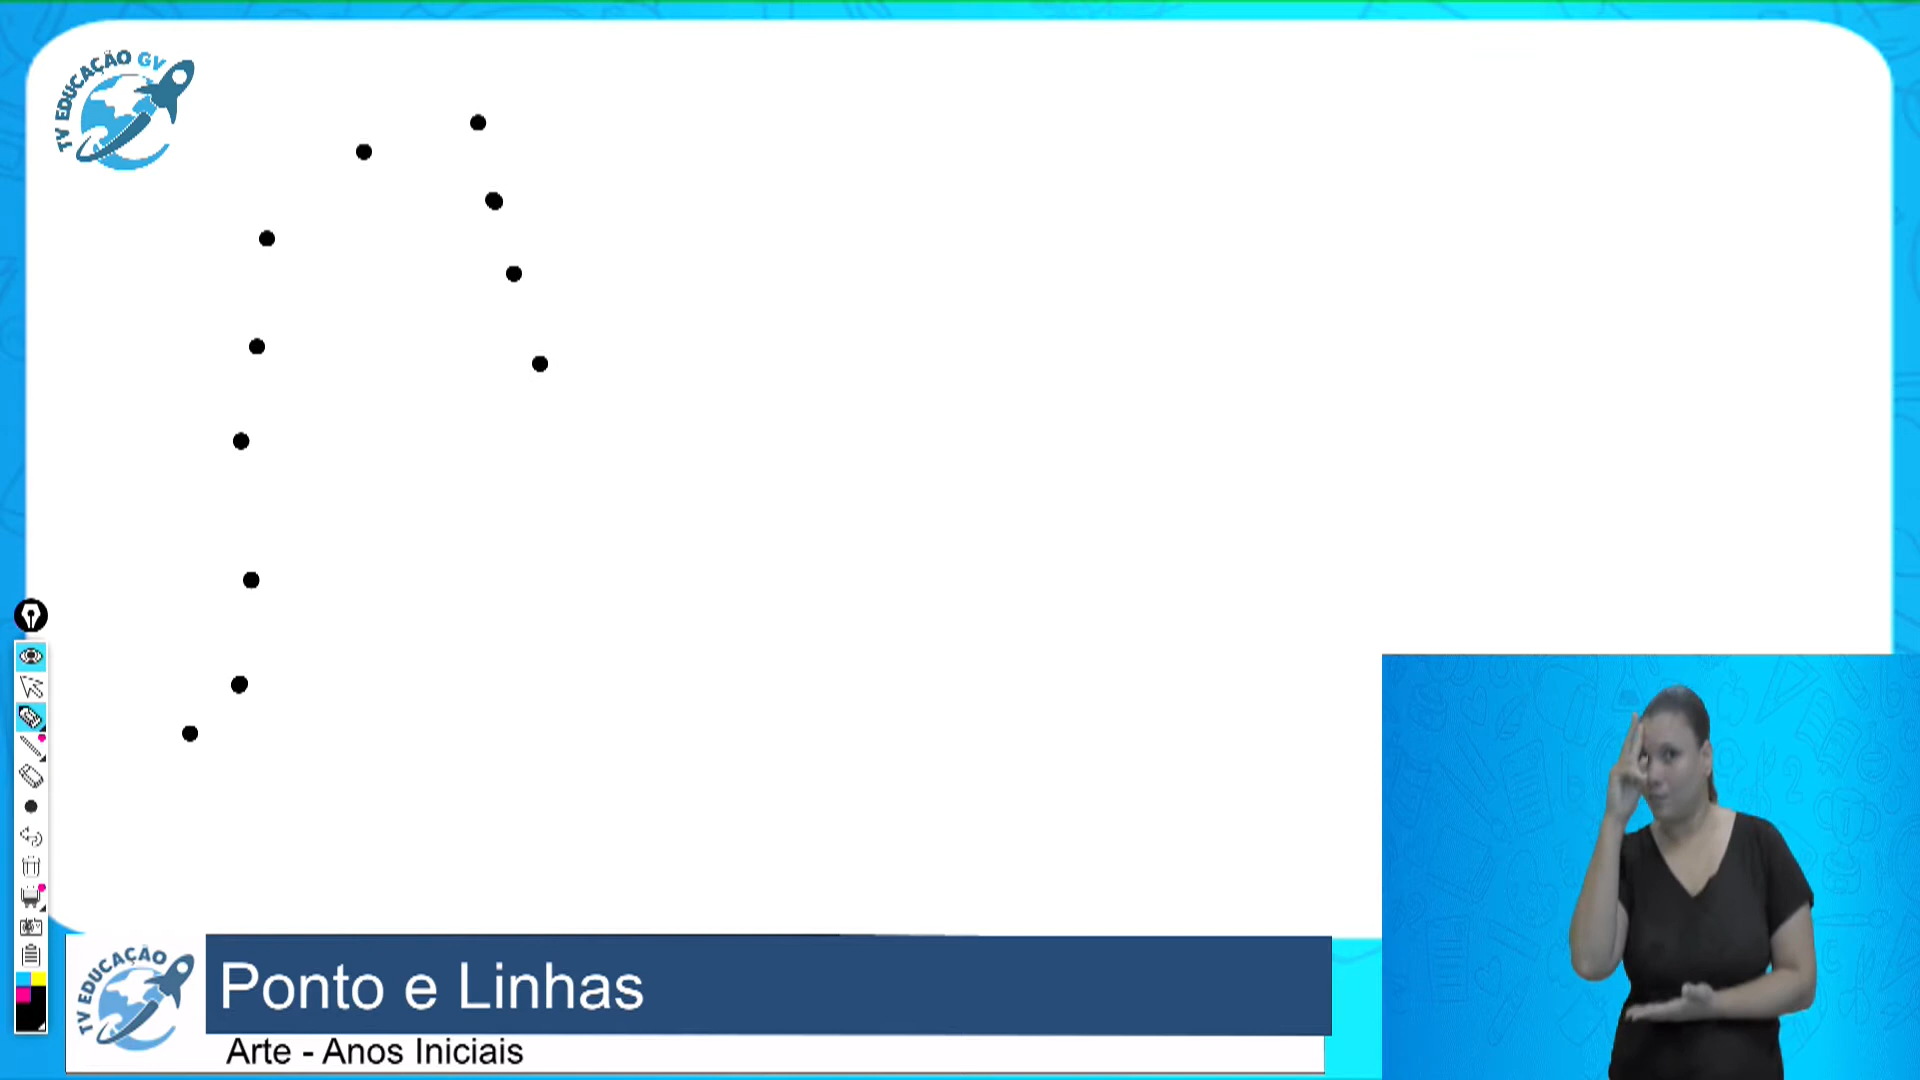 TV EDUCAÇÃO GV
TV EDUCAÇÃO
Ponto e Linhas
Arte - Anos Iniciais